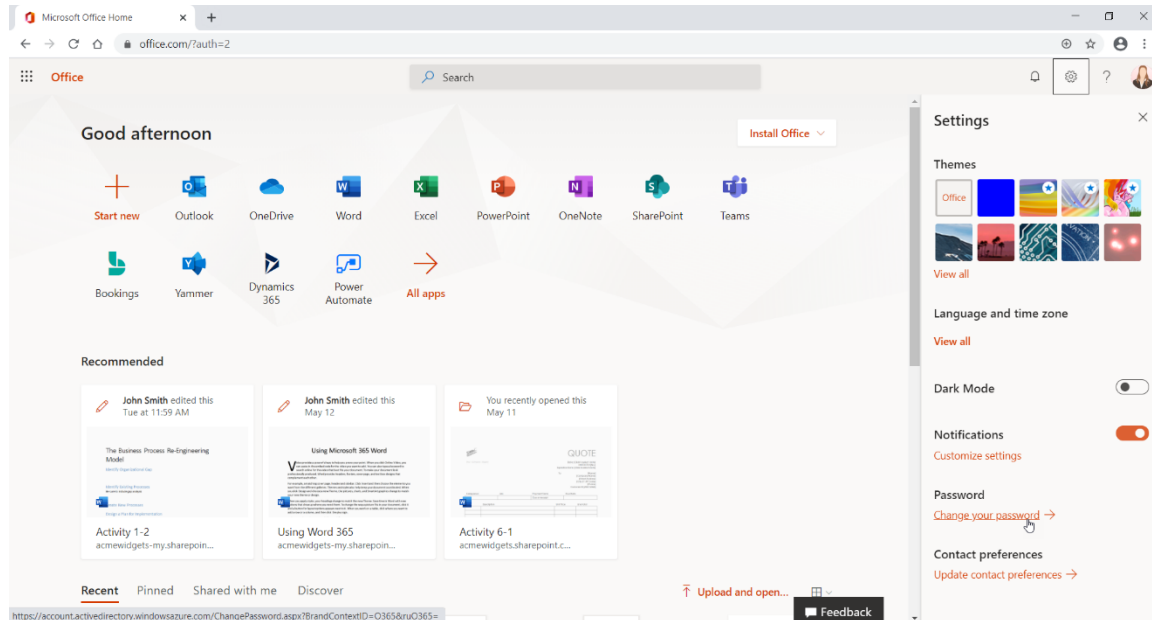 Microsoft Office Home
office.com/?auth=2
Office
Search
Good afternoon
Install Office
Start new
Outlook
OneDrive
Word
Excel
PowerPoint
OneNote
SharePoint
Teams
Bookings
Yammer
Dynamics
365
Power
Automate
All apps
Recommended
John Smith edited this
Tue at 11:59 AM
The Business Process Re-Engineering
Model
Activity 1-2
acmewidgets-my.sharepoin...
John Smith edited this
May 12
Using Microsoft 365 Word
Using Word 365
acmewidgets-my.sharepoin...
You recently opened this
May 11
QUOTE
Activity 6-1
acmewidgets.sharepoint.c...
Recent
Pinned
Shared with me
Discover
Upload and open...
Feedback
https://account.activedirectory.windowsazure.com/ChangePassword.aspx?BrandContextID=O365&ruO365=
Settings
Themes
Office
View all
Language and time zone
View all
Dark Mode
Notifications
Customize settings
Password
Change your password
Contact preferences
Update contact preferences